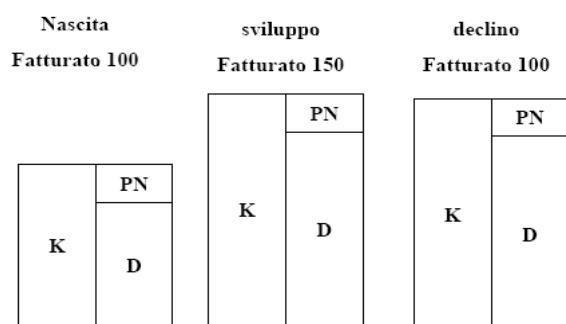 Nascita
Fatturato 100
K
PN
D
sviluppo
Fatturato 150
K
PN
D
declino
Fatturato 100
K
PN
D